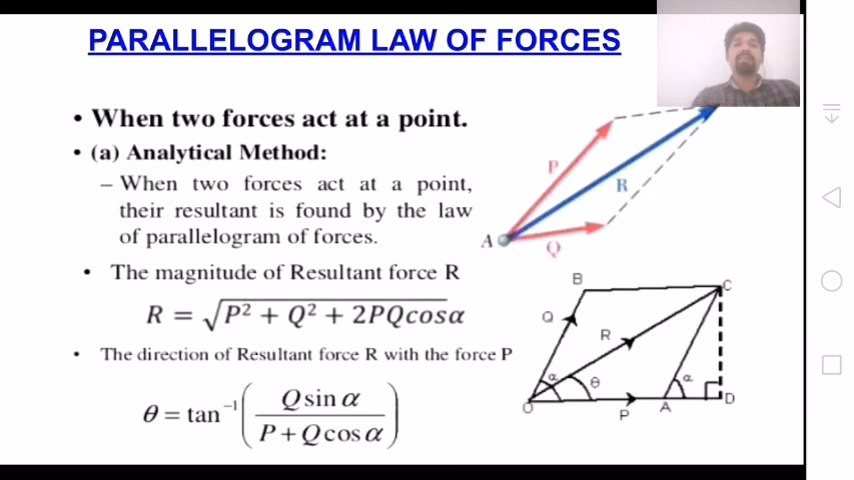 PARALLELOGRAM LAW OF FORCES
• When two forces act at a point.
• (a) Analytical Method:
– When two forces act at a point,
their resultant is found by the law
of parallelogram of forces.
• The magnitude of Resultant force R
R = √P² + Q² + 2PQcosα
• The direction of Resultant force R with the force P
θ = tan⁻¹(Q sin α / P + Q cos α)
P
R
A
Q
B
C
Q
R
α
θ
α
O
P
A
D